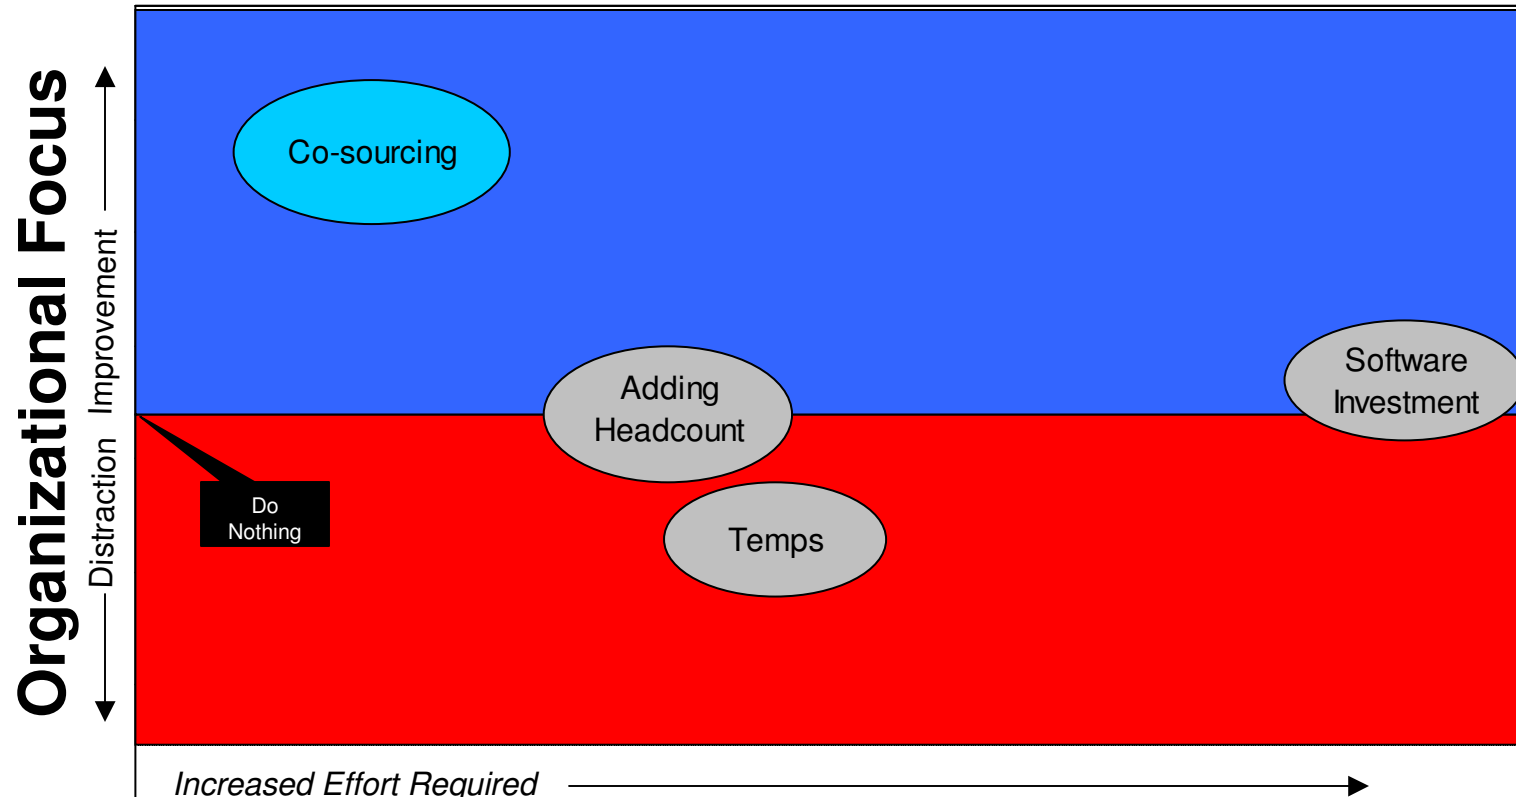 Organizational Focus
Improvement
Distraction
Co-sourcing
Adding
Headcount
Software
Investment
Do
Nothing
Temps
Increased Effort Required